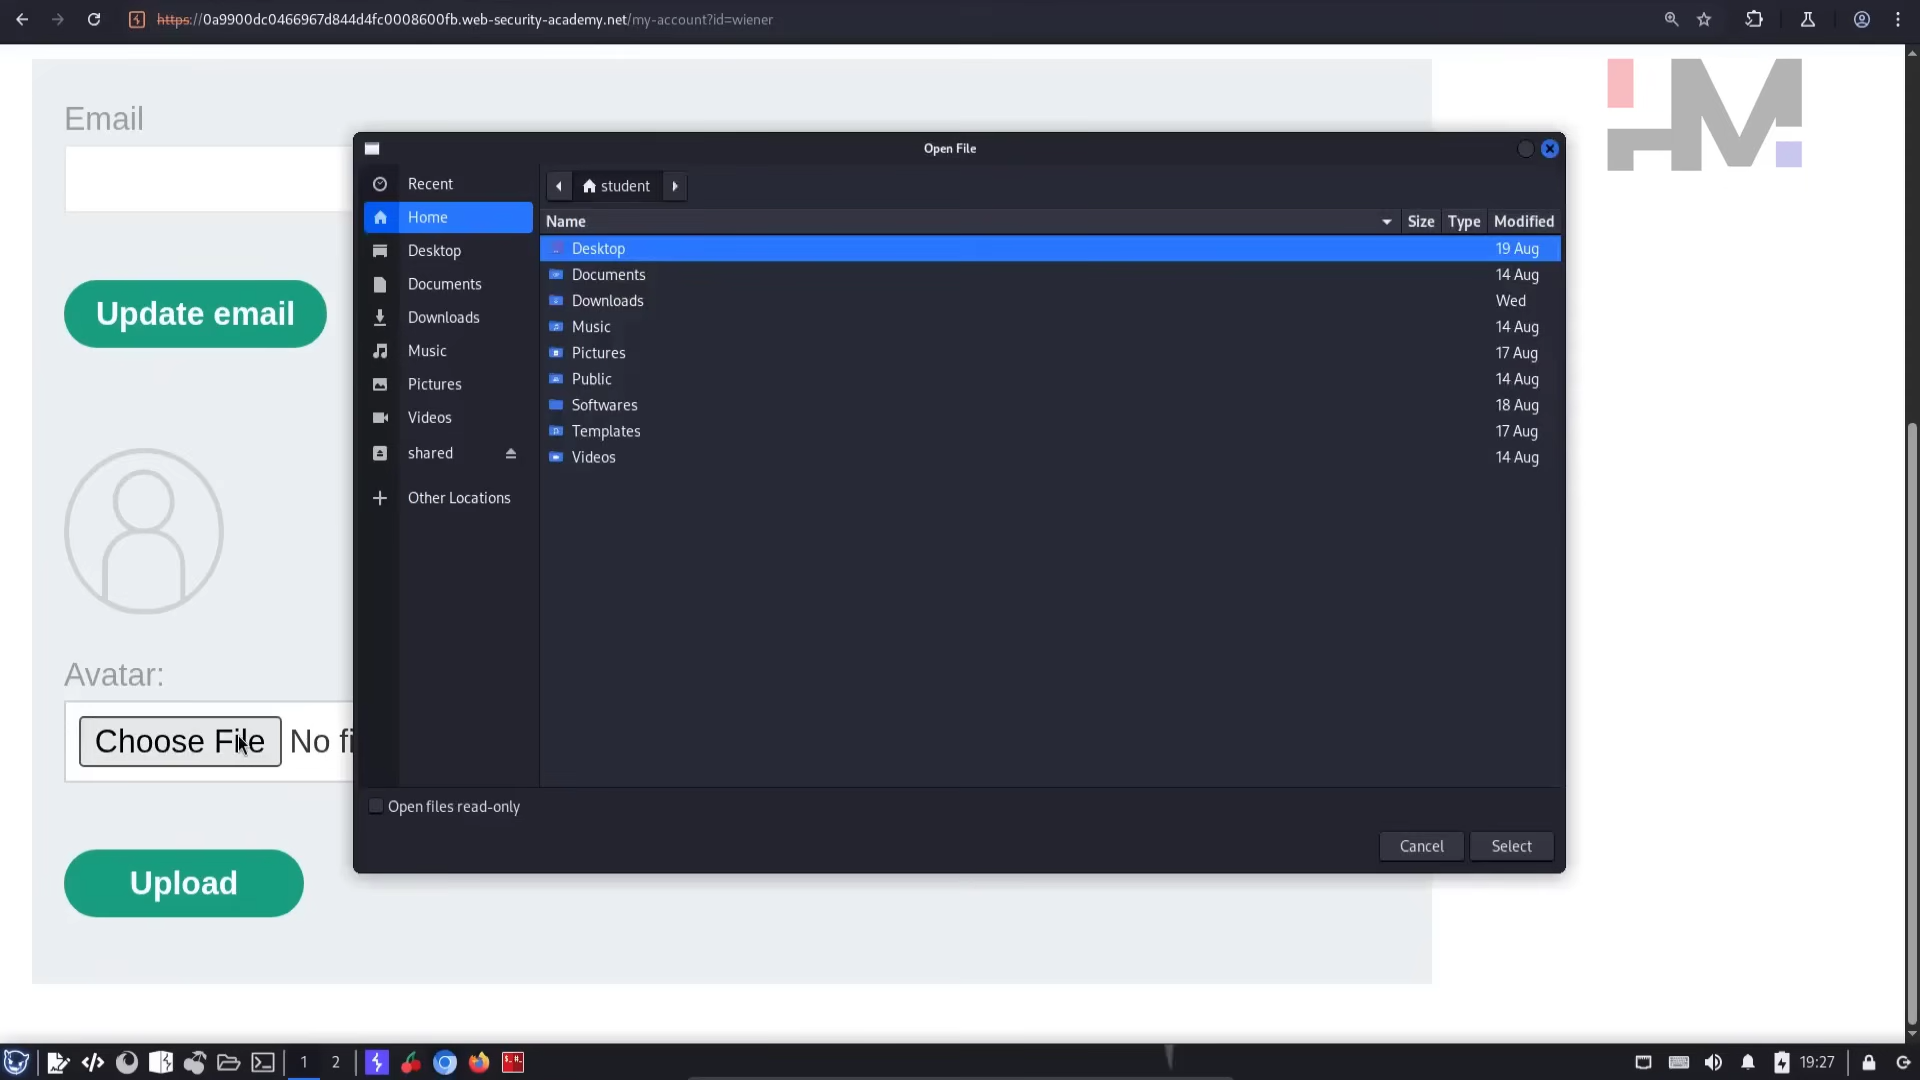 https://0a9900dc0466967d844d4fc0008600fb.web-security-academy.net/my-account?id=wiener
HM
Email
Update email
Avatar:
Choose File No fi
Upload
Open File
Recent
Home
Desktop
Documents
Downloads
Music
Pictures
Videos
shared
Other Locations
student
Name Size Type Modified
Desktop 19 Aug
Documents 14 Aug
Downloads Wed
Music 14 Aug
Pictures 17 Aug
Public 14 Aug
Softwares 18 Aug
Templates 17 Aug
Videos 14 Aug
Open files read-only
Cancel Select
1 2 19:27